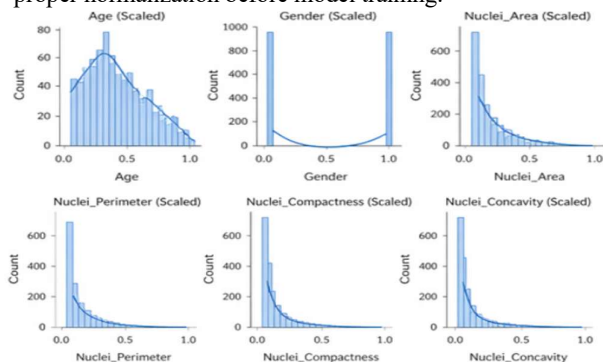 proper normalization before model training.
Age (Scaled)
80
60
40
20
0
Count
0.0 0.5 1.0
Age
Gender (Scaled)
1000
800
600
400
200
0
Count
0.0 0.5 1.0
Gender
Nuclei_Area (Scaled)
600
400
200
0
Count
0.0 0.5 1.0
Nuclei_Area
Nuclei_Perimeter (Scaled)
600
400
200
0
Count
0.0 0.5 1.0
Nuclei_Perimeter
Nuclei_Compactness (Scaled)
600
400
200
0
Count
0.0 0.5 1.0
Nuclei_Compactness
Nuclei_Concavity (Scaled)
600
400
200
0
Count
0.0 0.5 1.0
Nuclei_Concavity